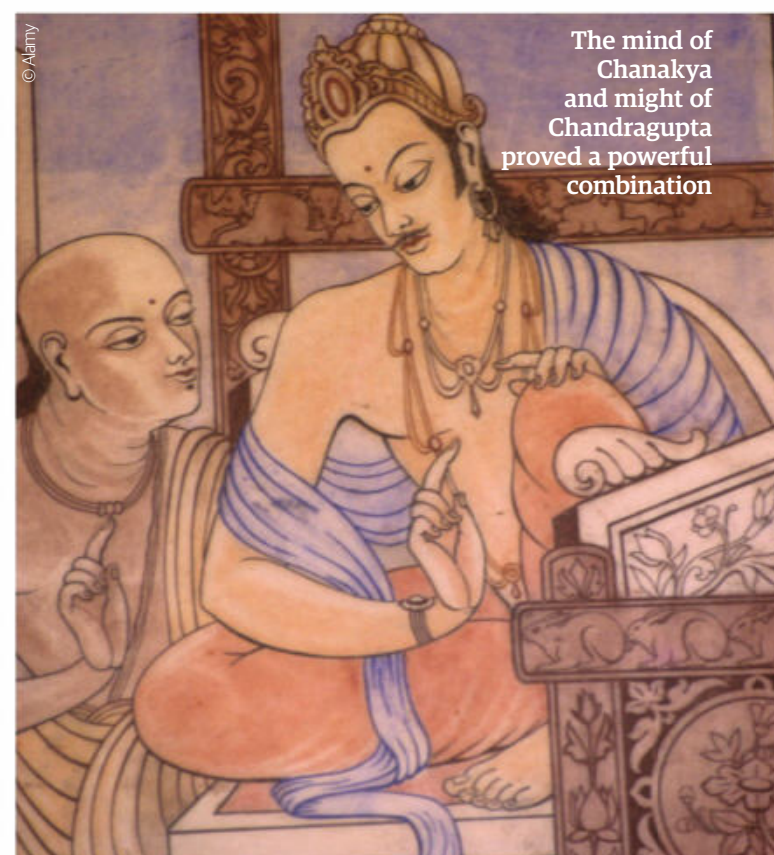 © Alamy
The mind of
Chanakya
and might of
Chandragupta
proved a powerful
combination